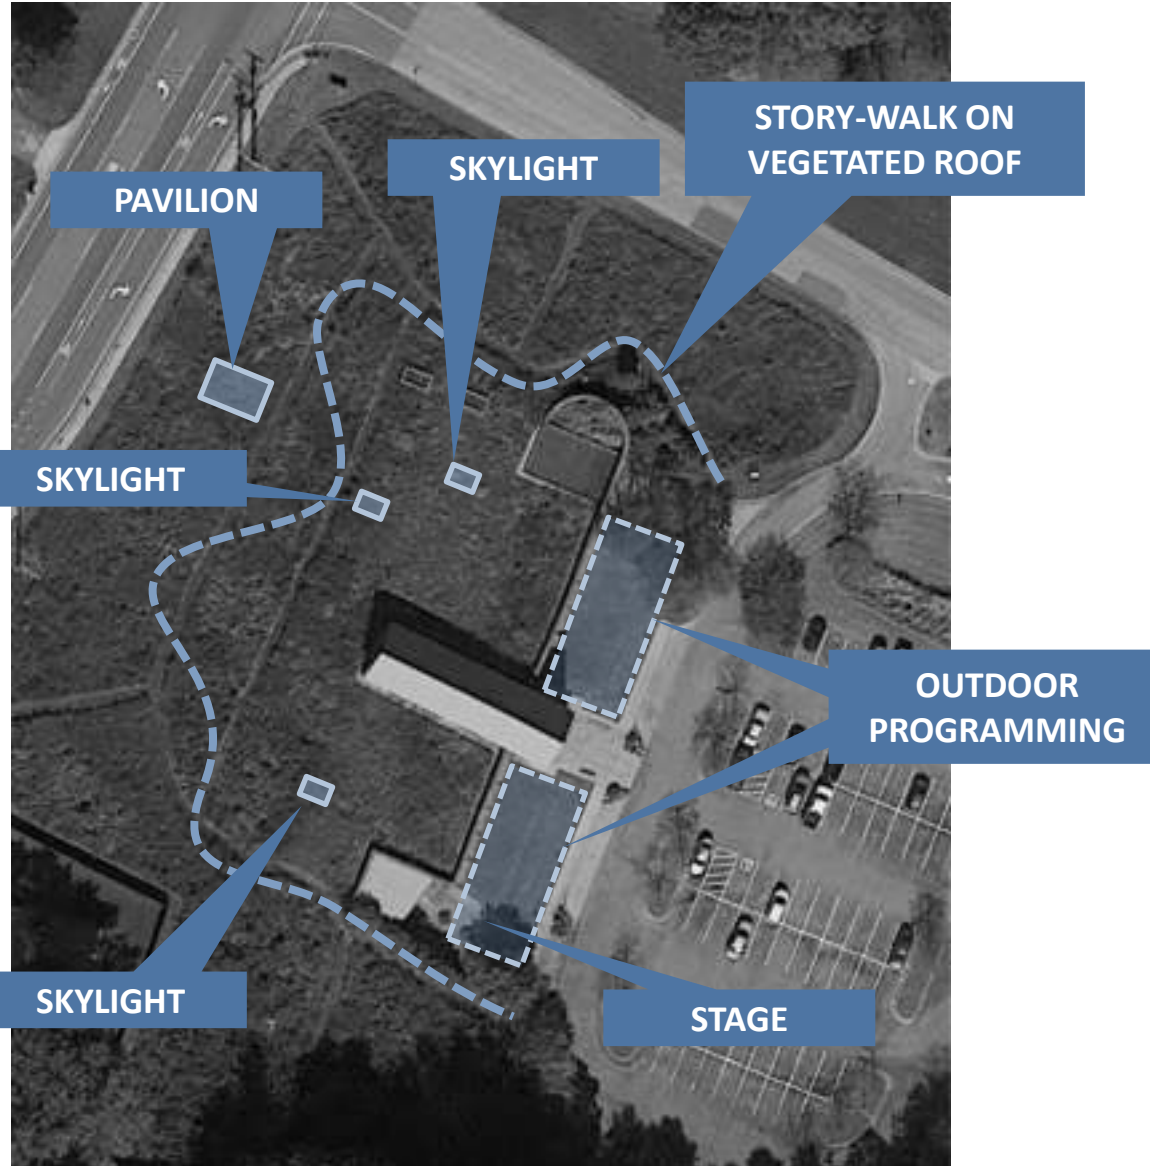 STORY-WALK ON
VEGETATED ROOF
SKYLIGHT
PAVILION
SKYLIGHT
OUTDOOR
PROGRAMMING
SKYLIGHT
STAGE